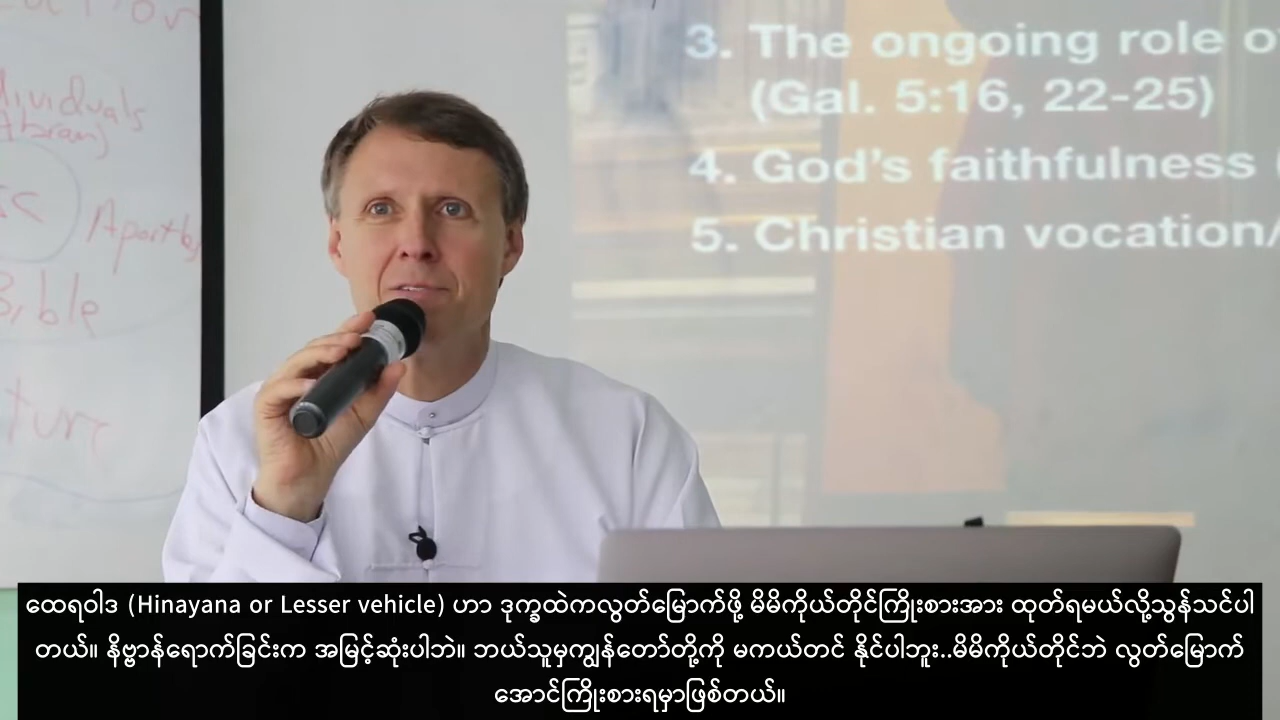 3. The ongoing role o
(Gal. 5:16, 22-25)
4. God's faithfulness (
5. Christian vocation/
ction
dividuals
Abram)
Bible
ture
ထေရဝါဒ (Hinayana or Lesser vehicle) ဟာ ဒုက္ခထဲကလွတ်မြောက်ဖို့ မိမိကိုယ်တိုင်ကြိုးစားအား ထုတ်ရမယ်လို့သွန်သင်ပါ
တယ်။ နိဗ္ဗာန်ရောက်ခြင်းက အမြင့်ဆုံးပါဘဲ။ ဘယ်သူမှကျွန်တော်တို့ကို မကယ်တင် နိုင်ပါဘူး..မိမိကိုယ်တိုင်ဘဲ လွတ်မြောက်
အောင်ကြိုးစားရမှာဖြစ်တယ်။